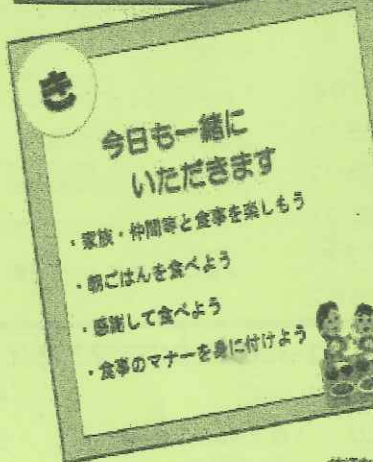 き
今日も一緒に
いただきます
・家族・仲間等と食事を楽しもう
・朝ごはんを食べよう
・感謝して食べよう
・食事のマナーを身に付けよう